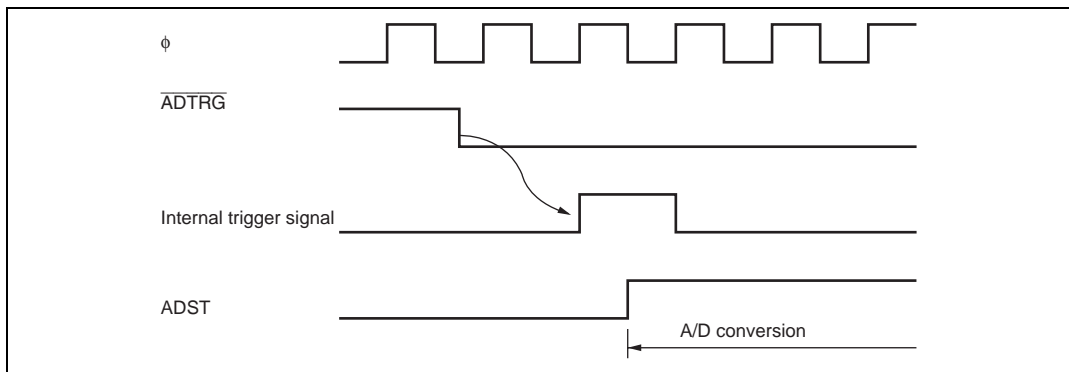 ϕ
ADTRG
Internal trigger signal
ADST
A/D conversion